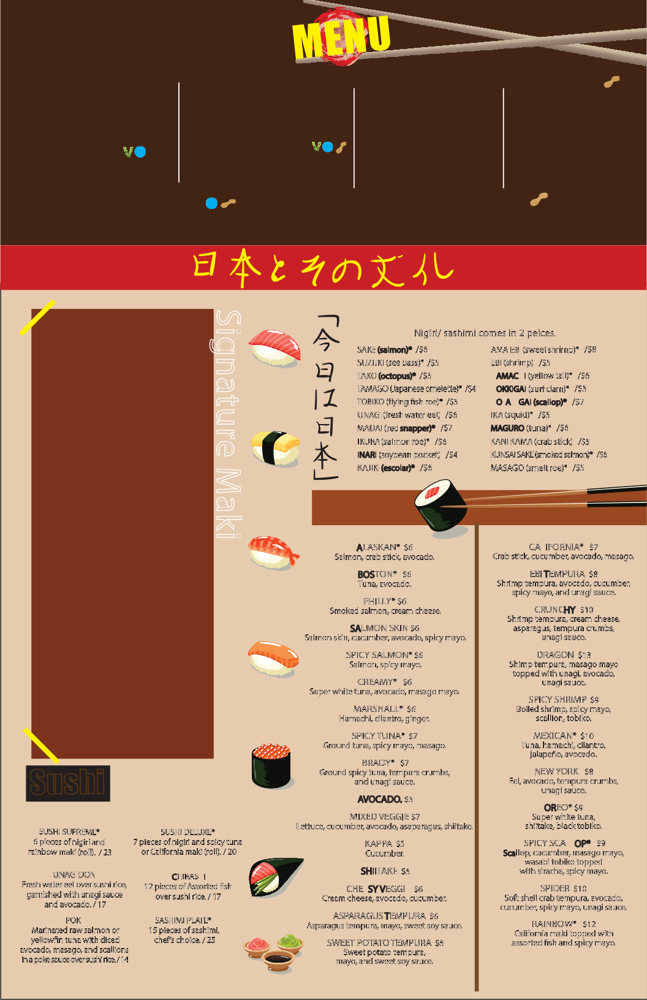 MENU
日本とその文化
Signature Maki
「今日は日本」
Nigiri/ sashimi comes in 2 peices.
SAKE (salmon)* /$6
SUZUKI (sea bass)* /$5
TAKO (octopus)* /$5
TAMAGO (Japanese omelette)* /$4
TOBIKO (flying fish roe)* /$5
UNAGI (fresh water eel) /$6
MADAI (red snapper)* /$7
IKURA (salmon roe)* /$6
INARI (soybean pocket) /$4
KAJIKI (escolar)* /$6
AMA EBI (sweet shrimp)* /$8
EBI (shrimp) /$5
AMAC I (yellow tail)* /$6
OKKIGAI (surf clam)* /$5
O A GAI (scallop)* /$7
IKA (squid)* /$5
MAGURO (tuna)* /$6
KANI KAMA (crab stick) /$5
KUNSAI SAKE (smoked salmon)* /$6
MASAGO (smelt roe)* /$5
ALASKAN* $6
Salmon, crab stick, avocado.
BOSTON* $6
Tuna, avocado.
PHILLY* $6
Smoked salmon, cream cheese.
SALMON SKIN $6
Salmon skin, cucumber, avocado, spicy mayo.
SPICY SALMON* $6
Salmon, spicy mayo.
CREAMY* $6
Super white tuna, avocado, masago mayo.
MARSHALL* $6
Hamachi, cilantro, ginger.
SPICY TUNA* $7
Ground tuna, spicy mayo, masago.
BRADY* $7
Ground spicy tuna, tempura crumbs,
and unagi sauce.
AVOCADO. $5
MIXED VEGGIE $7
Lettuce, cucumber, avocado, asaparagus, shiitake.
KAPPA $5
Cucumber.
SHIITAKE $5
CHE SY VEGGI $6
Cream cheese, avocado, cucumber.
ASPARAGUS TEMPURA $6
Asparagus tempura, mayo, sweet soy sauce.
SWEET POTATO TEMPURA $5
Sweet potato tempura,
mayo, and sweet soy sauce.
CA IFORNIA* $7
Crab stick, cucumber, avocado, masago.
EBI TEMPURA $8
Shrimp tempura, avocado, cucumber,
spicy mayo, and unagi sauce.
CRUNCHY $10
Shrimp tempura, cream cheese,
asparagus, tempura crumbs,
unagi sauce.
DRAGON $13
Shimp tempura, masago mayo
topped with unagi, avocado,
unagi sauce.
SPICY SHRIMP $9
Boiled shrimp, spicy mayo,
scallion, tobiko.
MEXICAN* $10
Tuna, hamachi, cilantro,
jalapeño, avocado.
NEW YORK $8
Eel, avocado, tempura crumbs,
unagi sauce.
OREO* $9
Super white tuna,
shiitake, black tobiko.
SPICY SCA OP* $9
Scallop, cucumber, masago mayo,
wasabi tobiko topped
with siracha, spicy mayo.
SPIDER $10
Soft shell crab tempura, avocado,
cucumber, spicy mayo, unagi sauce.
RAINBOW* $12
California maki topped with
assorted fish and spicy mayo.
Sushi
SUSHI SUPREME*
6 pieces of nigiri and
rainbow maki (roll). / 23
UNAGI DON
Fresh water eel over sushi rice,
garnished with unagi sauce
and avocado. / 17
POK
Marinated raw salmon or
yellowfin tuna with diced
avocado, masago, and scallions
in a poke sauce over sushi rice. / 14
SUSHI DELUXE*
7 pieces of nigiri and spicy tuna
or California maki (roll). / 20
CHIRAS I
12 pieces of Assorted fish
over sushi rice. / 17
SASHIMI PLATE*
15 pieces of sashimi,
chef's choice. / 25